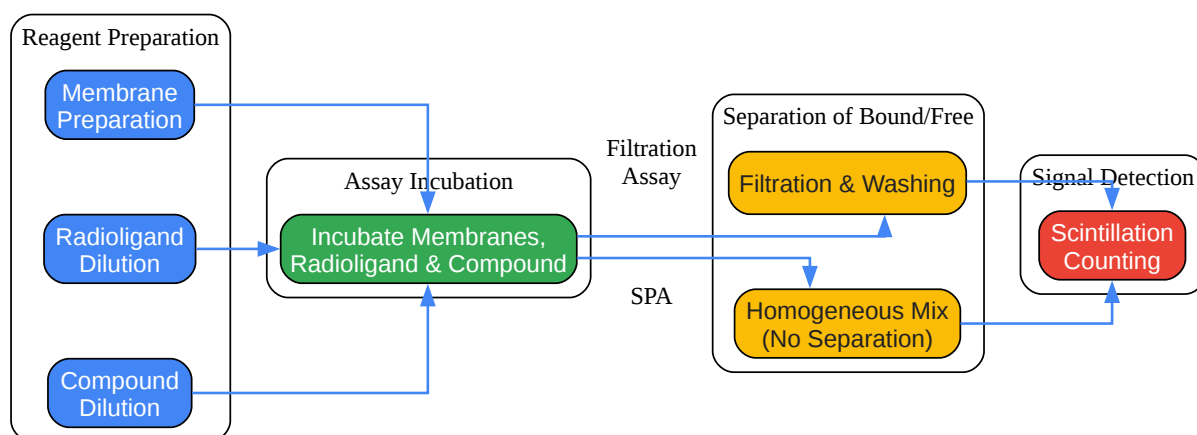 Reagent Preparation
Membrane
Preparation
Radioligand
Dilution
Compound
Dilution
Assay Incubation
Incubate Membranes,
Radioligand & Compound
Filtration
Assay
SPA
Separation of Bound/Free
Filtration & Washing
Homogeneous Mix
(No Separation)
Signal Detection
Scintillation
Counting